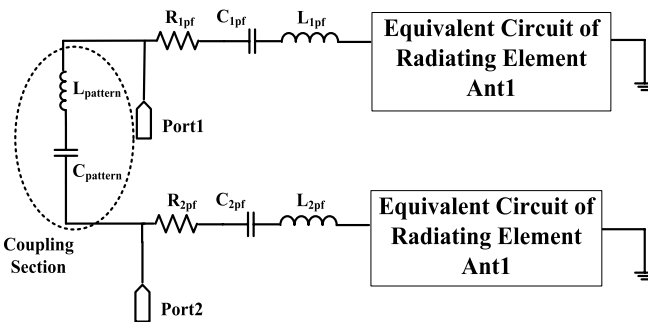 R1pf
C1pf
L1pf
Equivalent Circuit of
Radiating Element
Ant1
Lpattern
Port1
Cpattern
R2pf
C2pf
L2pf
Equivalent Circuit of
Radiating Element
Ant1
Coupling
Section
Port2